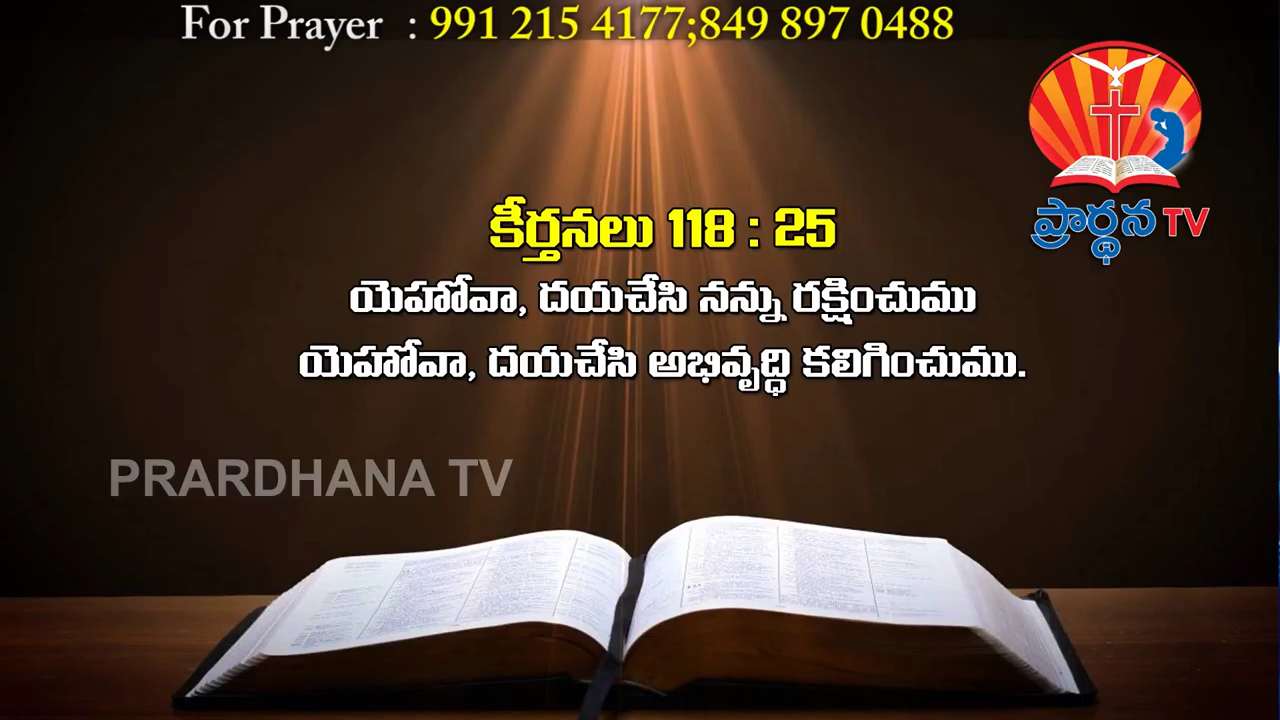 For Prayer : 991 215 4177;849 897 0488
ప్రార్థన TV
కీర్తనలు 118 : 25
యెహోవా, దయచేసి నన్ను రక్షించుము
యెహోవా, దయచేసి అభివృద్ధి కలిగించుము.
PRARDHANA TV